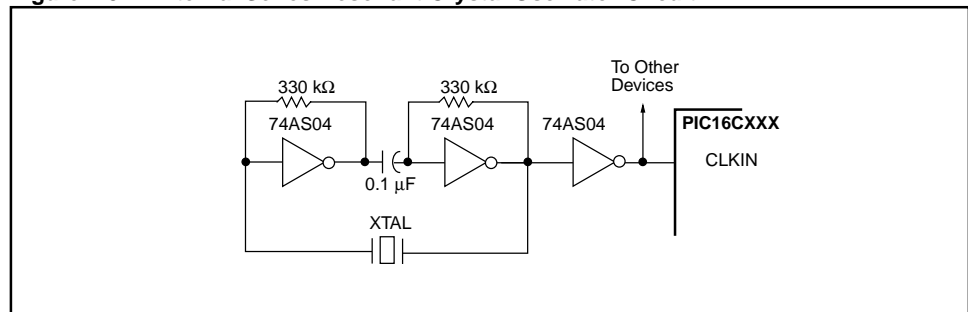 To Other
Devices
330 kΩ
330 kΩ
74AS04
74AS04
74AS04
PIC16CXXX
CLKIN
0.1 µF
XTAL